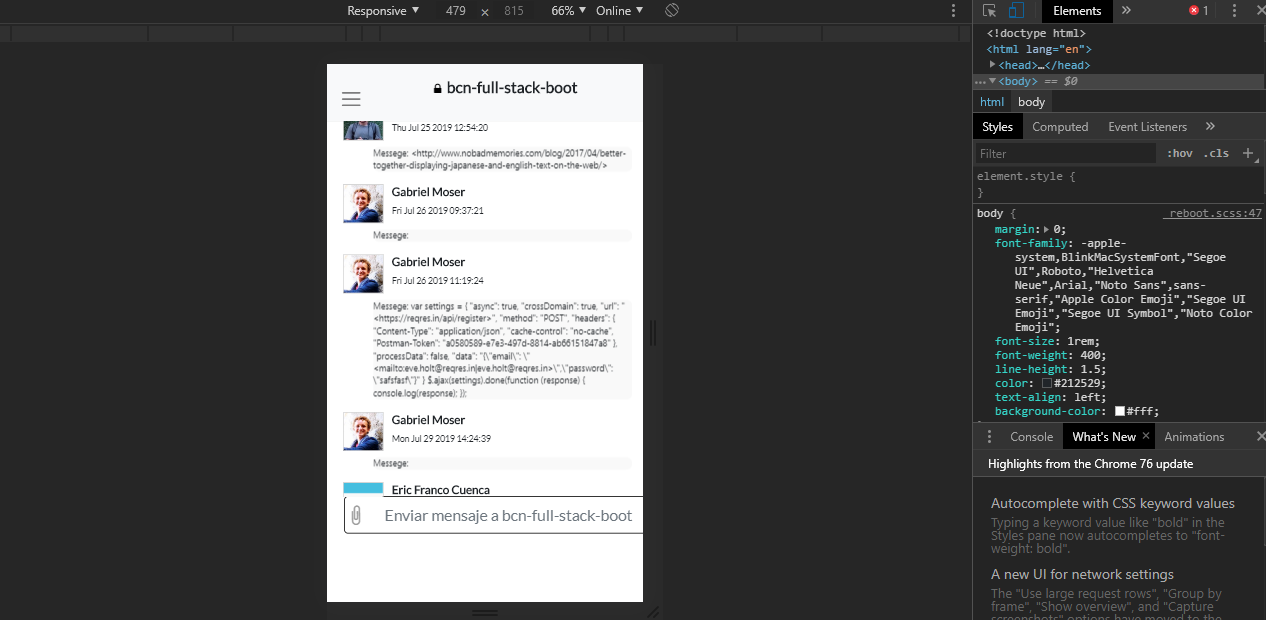 Responsive ▼ 479 × 815 66% ▼ Online ▼
Elements » 1
<!doctype html>
<html lang="en">
<head>…</head>
… <body> == $0
html body
Styles Computed Event Listeners »
Filter :hov .cls +
element.style {
}
body { _reboot.scss:47
margin: 0;
font-family: -apple-
system,BlinkMacSystemFont,"Segoe
UI",Roboto,"Helvetica
Neue",Arial,"Noto Sans",sans-
serif,"Apple Color Emoji","Segoe UI
Emoji","Segoe UI Symbol","Noto Color
Emoji";
font-size: 1rem;
font-weight: 400;
line-height: 1.5;
color: #212529;
text-align: left;
background-color: #fff;
Console What's New × Animations
Highlights from the Chrome 76 update
Autocomplete with CSS keyword values
Typing a keyword value like "bold" in the
Styles pane now autocompletes to "font-
weight: bold".
A new UI for network settings
The "Use large request rows", "Group by
frame", "Show overview", and "Capture
screenshots" options have moved to the
bcn-full-stack-boot
Thu Jul 25 2019 12:54:20
Messege: <http://www.nobadmemories.com/blog/2017/04/better-
together-displaying-japanese-and-english-text-on-the-web/>
Gabriel Moser
Fri Jul 26 2019 09:37:21
Messege:
Gabriel Moser
Fri Jul 26 2019 11:19:24
Messege: var settings = { "async": true, "crossDomain": true, "url": "
<https://reqres.in/api/register>", "method": "POST", "headers": {
"Content-Type": "application/json", "cache-control": "no-cache",
"Postman-Token": "a0580589-e7e3-497d-8814-ab66151847a8" },
"processData": false, "data": "{\"email\": \"
<mailto:eve.holt@reqres.in|eve.holt@reqres.in>\",\"password\":
\"safsfasf\"}" } $.ajax(settings).done(function (response) {
console.log(response); });
Gabriel Moser
Mon Jul 29 2019 14:24:39
Messege:
Eric Franco Cuenca
Enviar mensaje a bcn-full-stack-boot